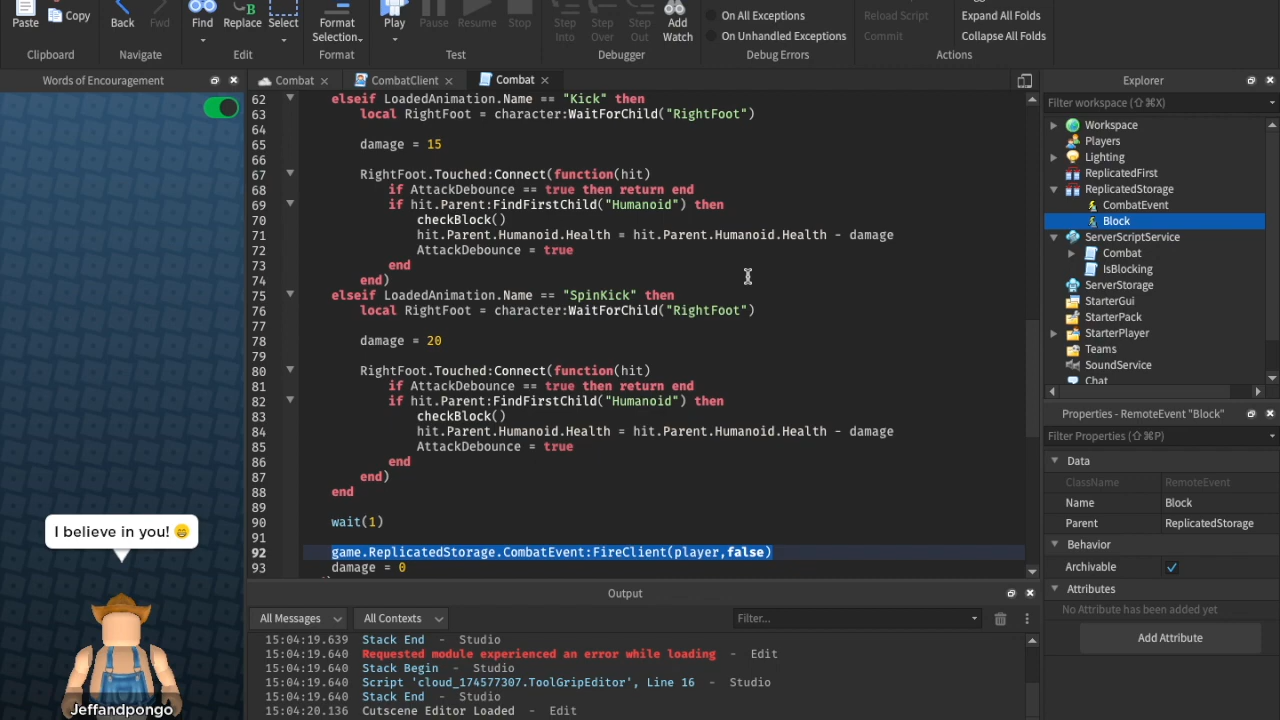 Paste
Copy
Back
Fwd
Find
Replace
Select
Format
Selection
Play
Pause
Resume
Stop
Step
Into
Step
Over
Step
Out
Add
Watch
On All Exceptions
On Unhandled Exceptions
Reload Script
Commit
Expand All Folds
Collapse All Folds
Clipboard
Navigate
Edit
Format
Test
Debugger
Debug Errors
Actions
Words of Encouragement
Combat
CombatClient
Combat
62 elseif LoadedAnimation.Name == "Kick" then
63 local RightFoot = character:WaitForChild("RightFoot")
64
65 damage = 15
66
67 RightFoot.Touched:Connect(function(hit)
68 if AttackDebounce == true then return end
69 if hit.Parent:FindFirstChild("Humanoid") then
70 checkBlock()
71 hit.Parent.Humanoid.Health = hit.Parent.Humanoid.Health - damage
72 AttackDebounce = true
73 end
74 end)
75 elseif LoadedAnimation.Name == "SpinKick" then
76 local RightFoot = character:WaitForChild("RightFoot")
77
78 damage = 20
79
80 RightFoot.Touched:Connect(function(hit)
81 if AttackDebounce == true then return end
82 if hit.Parent:FindFirstChild("Humanoid") then
83 checkBlock()
84 hit.Parent.Humanoid.Health = hit.Parent.Humanoid.Health - damage
85 AttackDebounce = true
86 end
87 end)
88 end
89
90 wait(1)
91
92 game.ReplicatedStorage.CombatEvent:FireClient(player,false)
93 damage = 0
I believe in you! 😄
Jeffandpongo
Output
All Messages
All Contexts
Filter...
15:04:19.639 Stack End - Studio
15:04:19.640 Requested module experienced an error while loading - Edit
15:04:19.640 Stack Begin - Studio
15:04:19.640 Script 'cloud_174577307.ToolGripEditor', Line 16 - Studio
15:04:19.640 Stack End - Studio
15:04:20.136 Cutscene Editor Loaded - Edit
Explorer
Filter workspace (⇧⌘X)
Workspace
Players
Lighting
ReplicatedFirst
ReplicatedStorage
CombatEvent
Block
ServerScriptService
Combat
IsBlocking
ServerStorage
StarterGui
StarterPack
StarterPlayer
Teams
SoundService
Chat
Properties - RemoteEvent "Block"
Filter Properties (⇧⌘P)
Data
ClassName RemoteEvent
Name Block
Parent ReplicatedStorage
Behavior
Archivable
Attributes
No Attribute has been added yet
Add Attribute